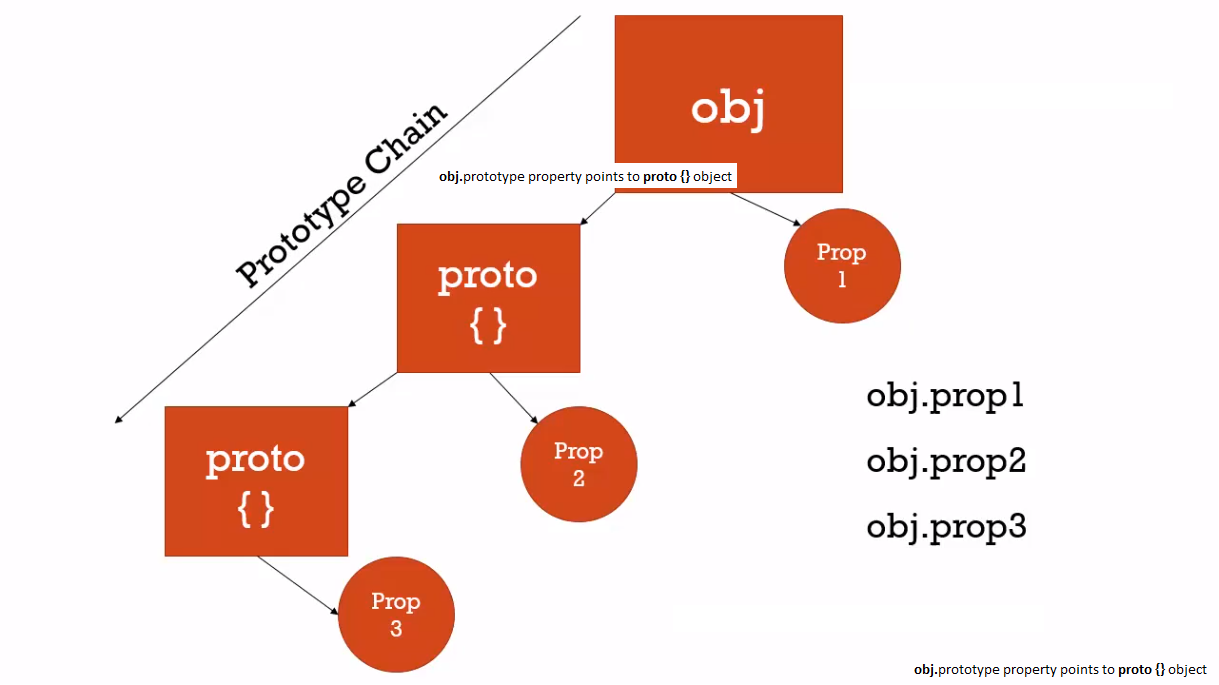 obj
Prototype Chain
obj.prototype property points to proto {} object
proto
{ }
Prop
1
proto
{ }
Prop
2
Prop
3
obj.prop1
obj.prop2
obj.prop3
obj.prototype property points to proto {} object